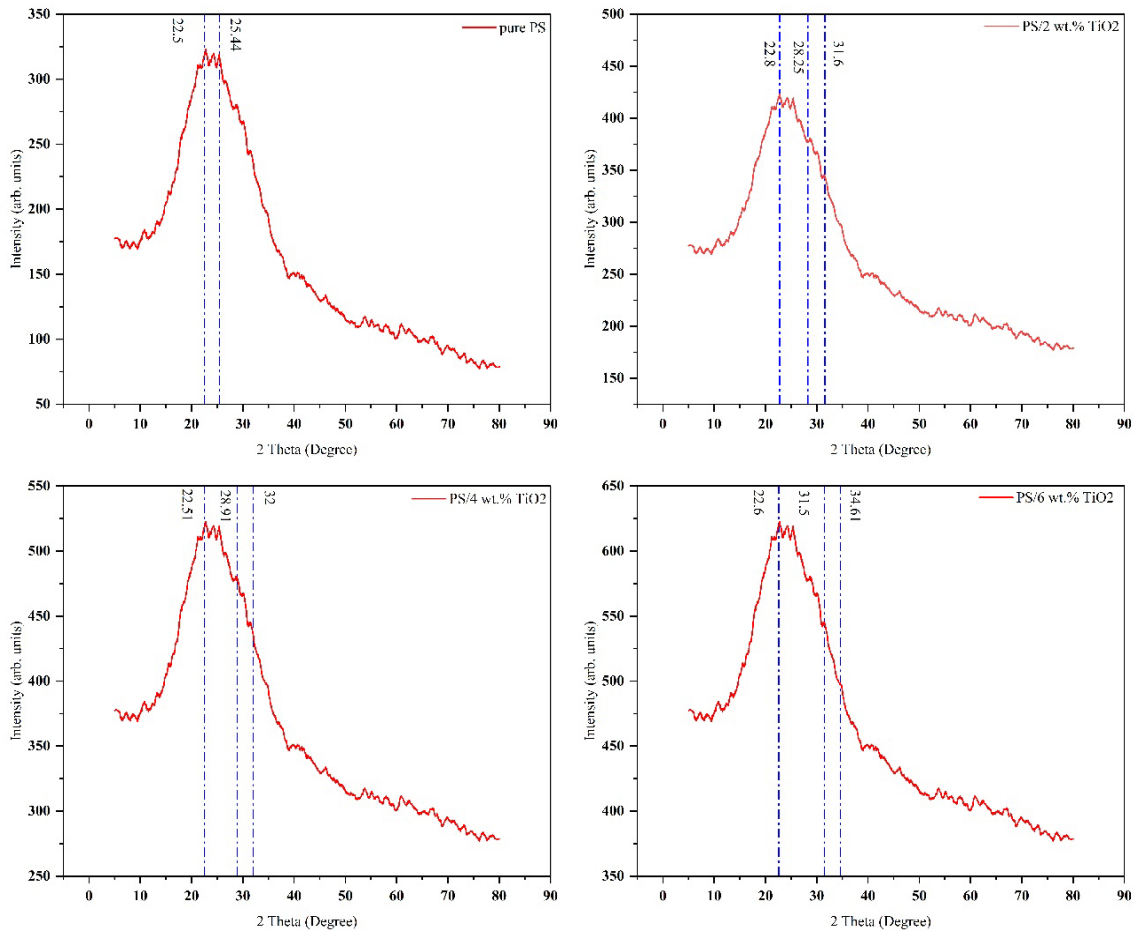 350
300
250
200
150
100
50
Intensity (arb. units)
22.5
25.44
pure PS
0 10 20 30 40 50 60 70 80 90
2 Theta (Degree)
500
450
400
350
300
250
200
150
Intensity (arb. units)
22.8
28.25
31.6
PS/2 wt.% TiO2
0 10 20 30 40 50 60 70 80 90
2 Theta (Degree)
550
500
450
400
350
300
250
Intensity (arb. units)
22.51
28.91
32
PS/4 wt.% TiO2
0 10 20 30 40 50 60 70 80 90
2 Theta (Degree)
650
600
550
500
450
400
350
Intensity (arb. units)
22.6
31.5
34.61
PS/6 wt.% TiO2
0 10 20 30 40 50 60 70 80 90
2 Theta (Degree)